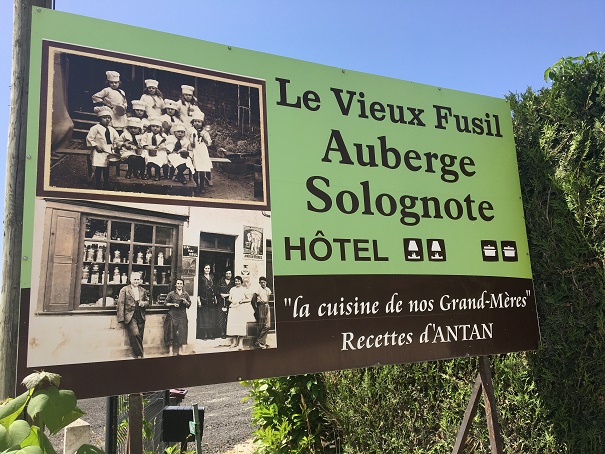 Le Vieux Fusil
Auberge
Solognote
HÔTEL
"la cuisine de nos Grand-Mères"
Recettes d'ANTAN